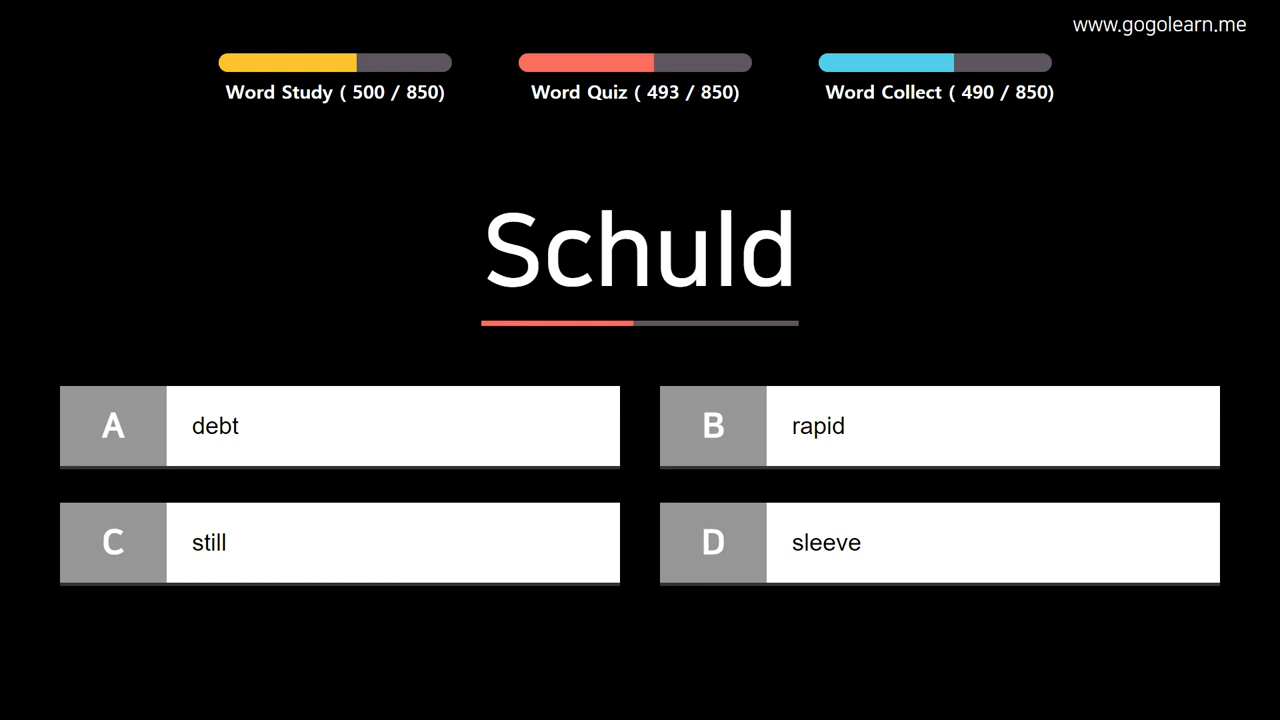 www.gogolearn.me
Word Study ( 500 / 850)
Word Quiz ( 493 / 850)
Word Collect ( 490 / 850)
Schuld
A debt
B rapid
C still
D sleeve